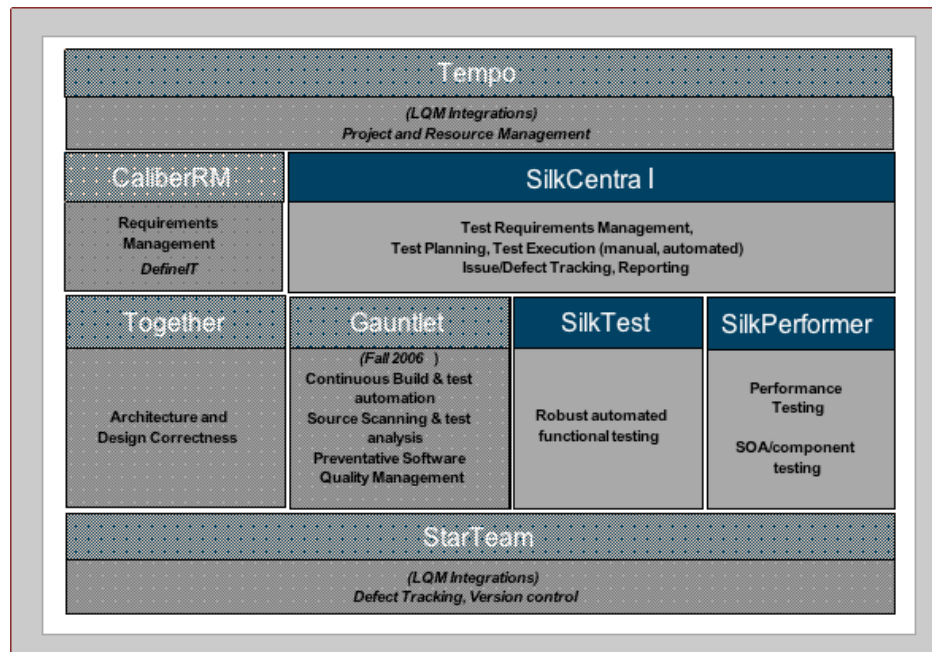 Tempo
(LQM Integrations)
Project and Resource Management
CaliberRM
Requirements
Management
DefineIT
SilkCentra l
Test Requirements Management,
Test Planning, Test Execution (manual, automated)
Issue/Defect Tracking, Reporting
Together
Architecture and
Design Correctness
Gauntlet
(Fall 2006 )
Continuous Build & test
automation
Source Scanning & test
analysis
Preventative Software
Quality Management
SilkTest
Robust automated
functional testing
SilkPerformer
Performance
Testing
SOA/component
testing
StarTeam
(LQM Integrations)
Defect Tracking, Version control